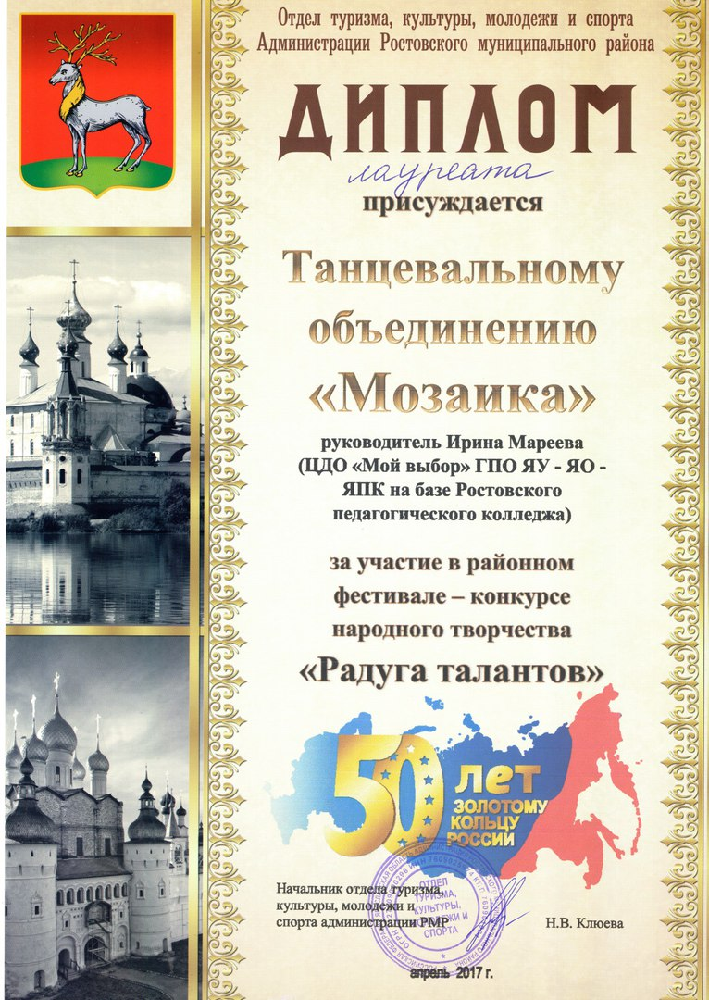 Отдел туризма, культуры, молодежи и спорта
Администрации Ростовского муниципального района
ДИПЛОМ
лауреата
присуждается
Танцевальному
объединению
«Мозаика»
руководитель Ирина Мареева
(ЦДО «Мой выбор» ГПО ЯУ - ЯО -
ЯПК на базе Ростовского
педагогического колледжа)
за участие в районном
фестивале – конкурсе
народного творчества
«Радуга талантов»
50 лет
ЗОЛОТОМУ
КОЛЬЦУ
РОССИИ
Начальник отдела туризма,
культуры, молодежи и
спорта администрации РМР
Н.В. Клюева
ОТДЕЛ
ТУРИЗМА,
КУЛЬТУРЫ,
МОЛОДЕЖИ И
СПОРТА
апрель 2017 г.